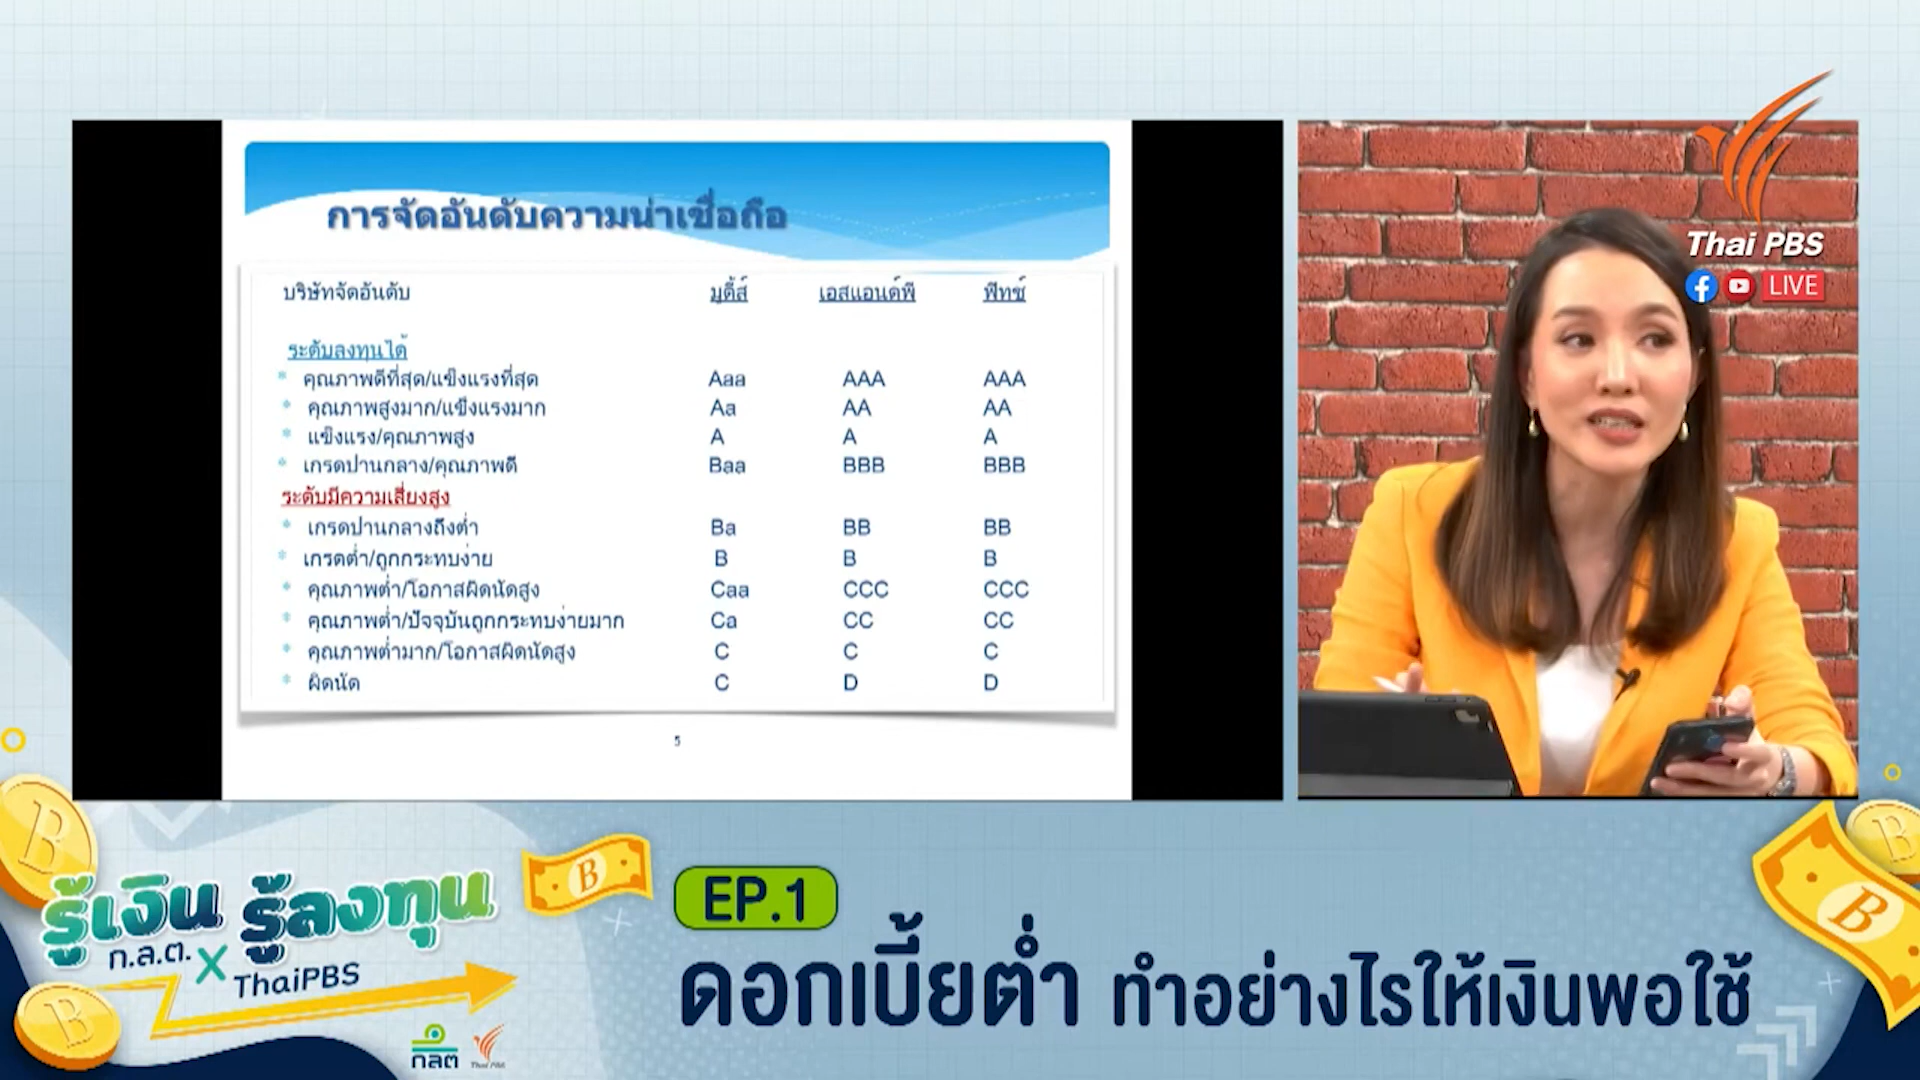 การจัดอันดับความน่าเชื่อถือ
บริษัทจัดอันดับ มูดี้ส์ เอสแอนด์พี ฟิทช์
ระดับลงทุนได้
* คุณภาพดีที่สุด/แข็งแรงที่สุด Aaa AAA AAA
* คุณภาพสูงมาก/แข็งแรงมาก Aa AA AA
* แข็งแรง/คุณภาพสูง A A A
* เกรดปานกลาง/คุณภาพดี Baa BBB BBB
ระดับมีความเสี่ยงสูง
* เกรดปานกลางถึงต่ำ Ba BB BB
* เกรดต่ำ/ถูกกระทบง่าย B B B
* คุณภาพต่ำ/โอกาสผิดนัดสูง Caa CCC CCC
* คุณภาพต่ำ/ปัจจุบันถูกกระทบง่ายมาก Ca CC CC
* คุณภาพต่ำมาก/โอกาสผิดนัดสูง C C C
* ผิดนัด C D D
5
Thai PBS
LIVE
รู้เงิน รู้ลงทุน
ก.ล.ต. X ThaiPBS
กลต Thai PBS
EP.1
ดอกเบี้ยต่ำ ทำอย่างไรให้เงินพอใช้